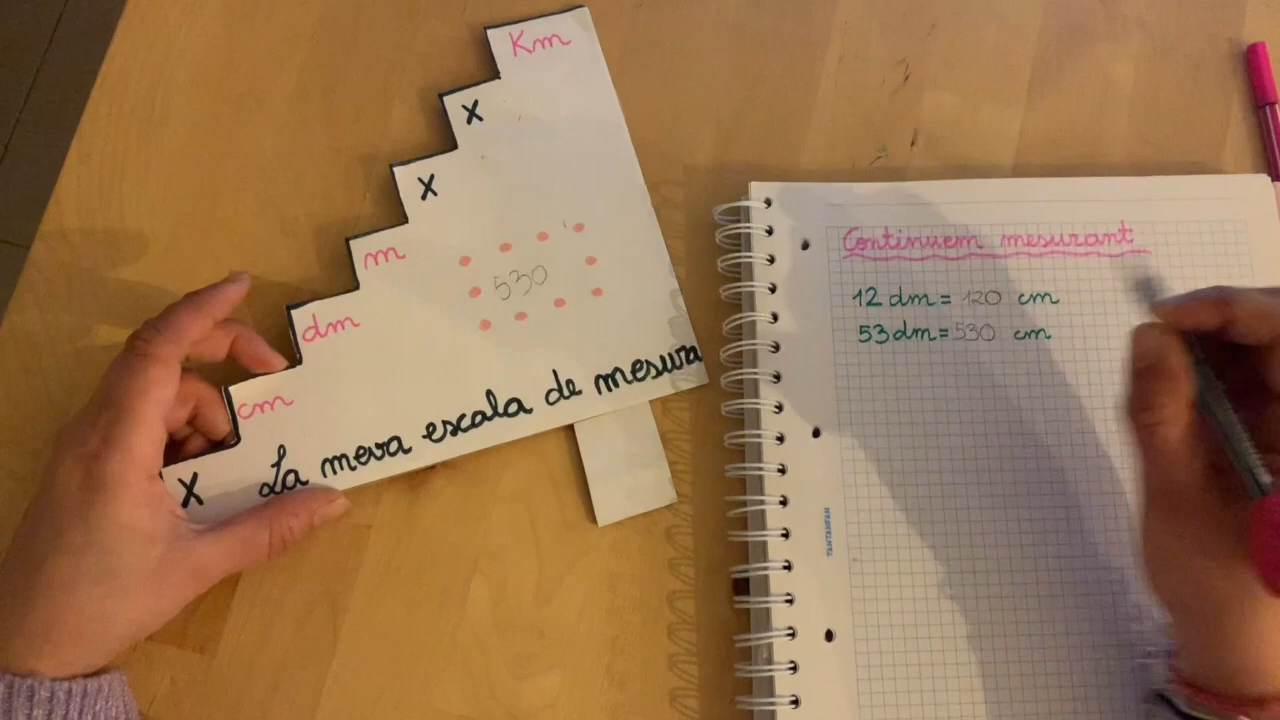 Km
X
X
m
dm
cm
X
530
La meva escala de mesura
Continuem mesurant
12 dm = 120 cm
53 dm = 530 cm
TANTANFAN